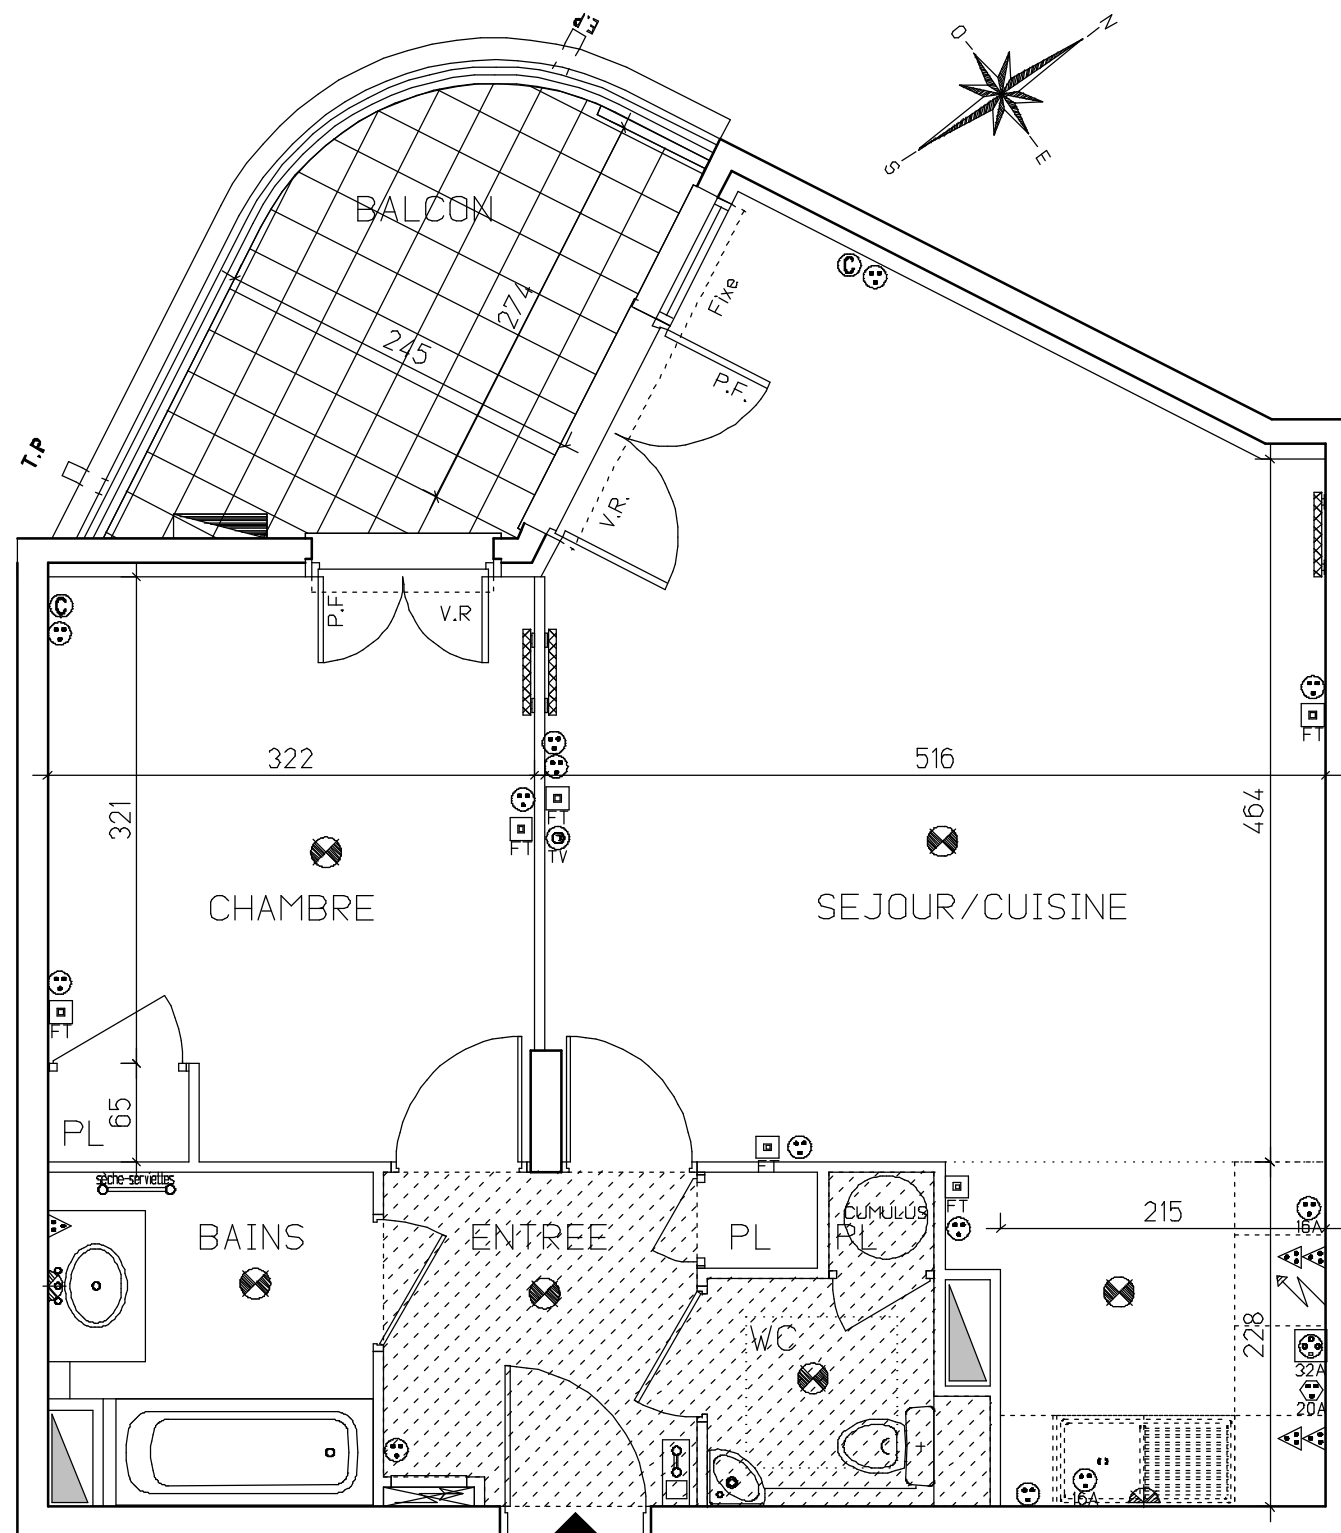 E.P
N
O
E
S
BALCON
C
Fixe
274
245
P.F.
T.P
V.R.
C
P.F
V.R
FT
322
516
321
464
FT
FT
TV
CHAMBRE
SEJOUR/CUISINE
FT
65
PL
FT
sèche-serviettes
CUMULUS
FT
215
16A
BAINS
ENTREE
PL
PL
228
WC
32A
20A
16A